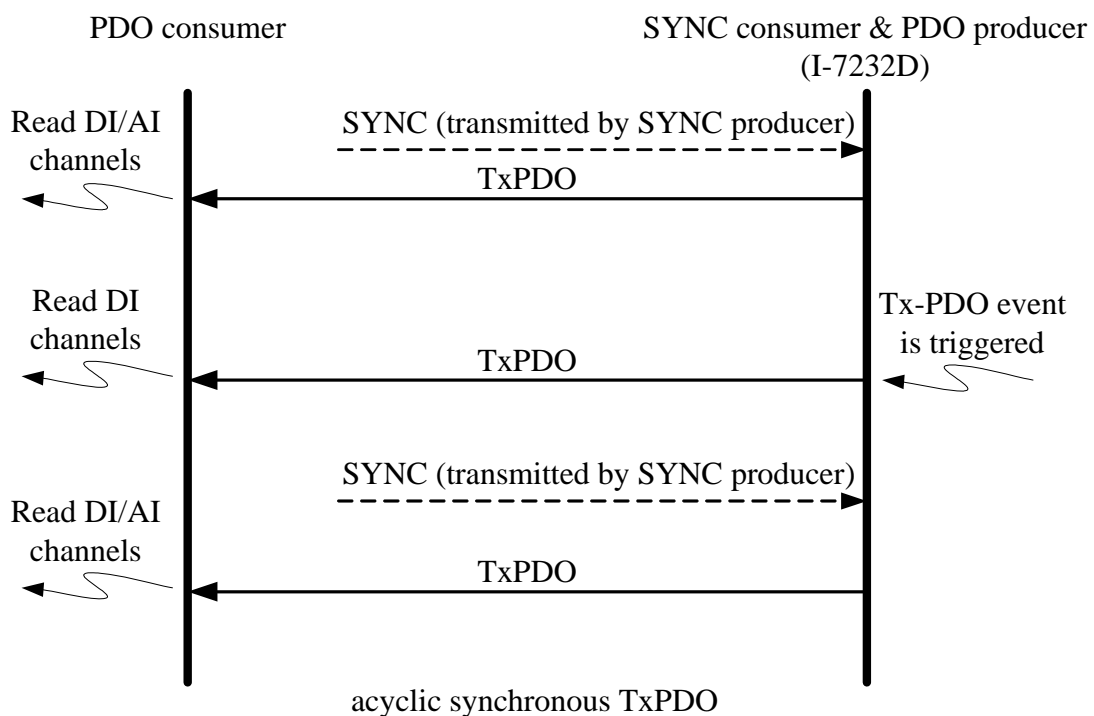 PDO consumer
SYNC consumer & PDO producer
(I-7232D)
Read DI/AI
channels
SYNC (transmitted by SYNC producer)
TxPDO
Read DI
channels
TxPDO
Tx-PDO event
is triggered
SYNC (transmitted by SYNC producer)
Read DI/AI
channels
TxPDO
acyclic synchronous TxPDO